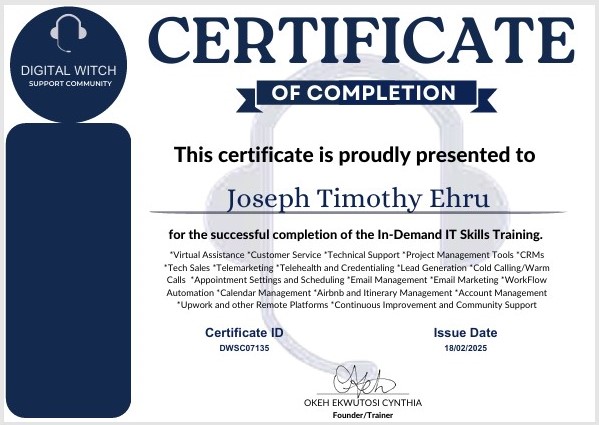 DIGITAL WITCH
SUPPORT COMMUNITY
CERTIFICATE
OF COMPLETION
This certificate is proudly presented to
Joseph Timothy Ehru
for the successful completion of the In-Demand IT Skills Training.
*Virtual Assistance *Customer Service *Technical Support *Project Management Tools *CRMs
*Tech Sales *Telemarketing *Telehealth and Credentialing *Lead Generation *Cold Calling/Warm
Calls *Appointment Settings and Scheduling *Email Management *Email Marketing *WorkFlow
Automation *Calendar Management *Airbnb and Itinerary Management *Account Management
*Upwork and other Remote Platforms *Continuous Improvement and Community Support
Certificate ID
DWSC07135
Issue Date
18/02/2025
OKEH EKWUTOSI CYNTHIA
Founder/Trainer